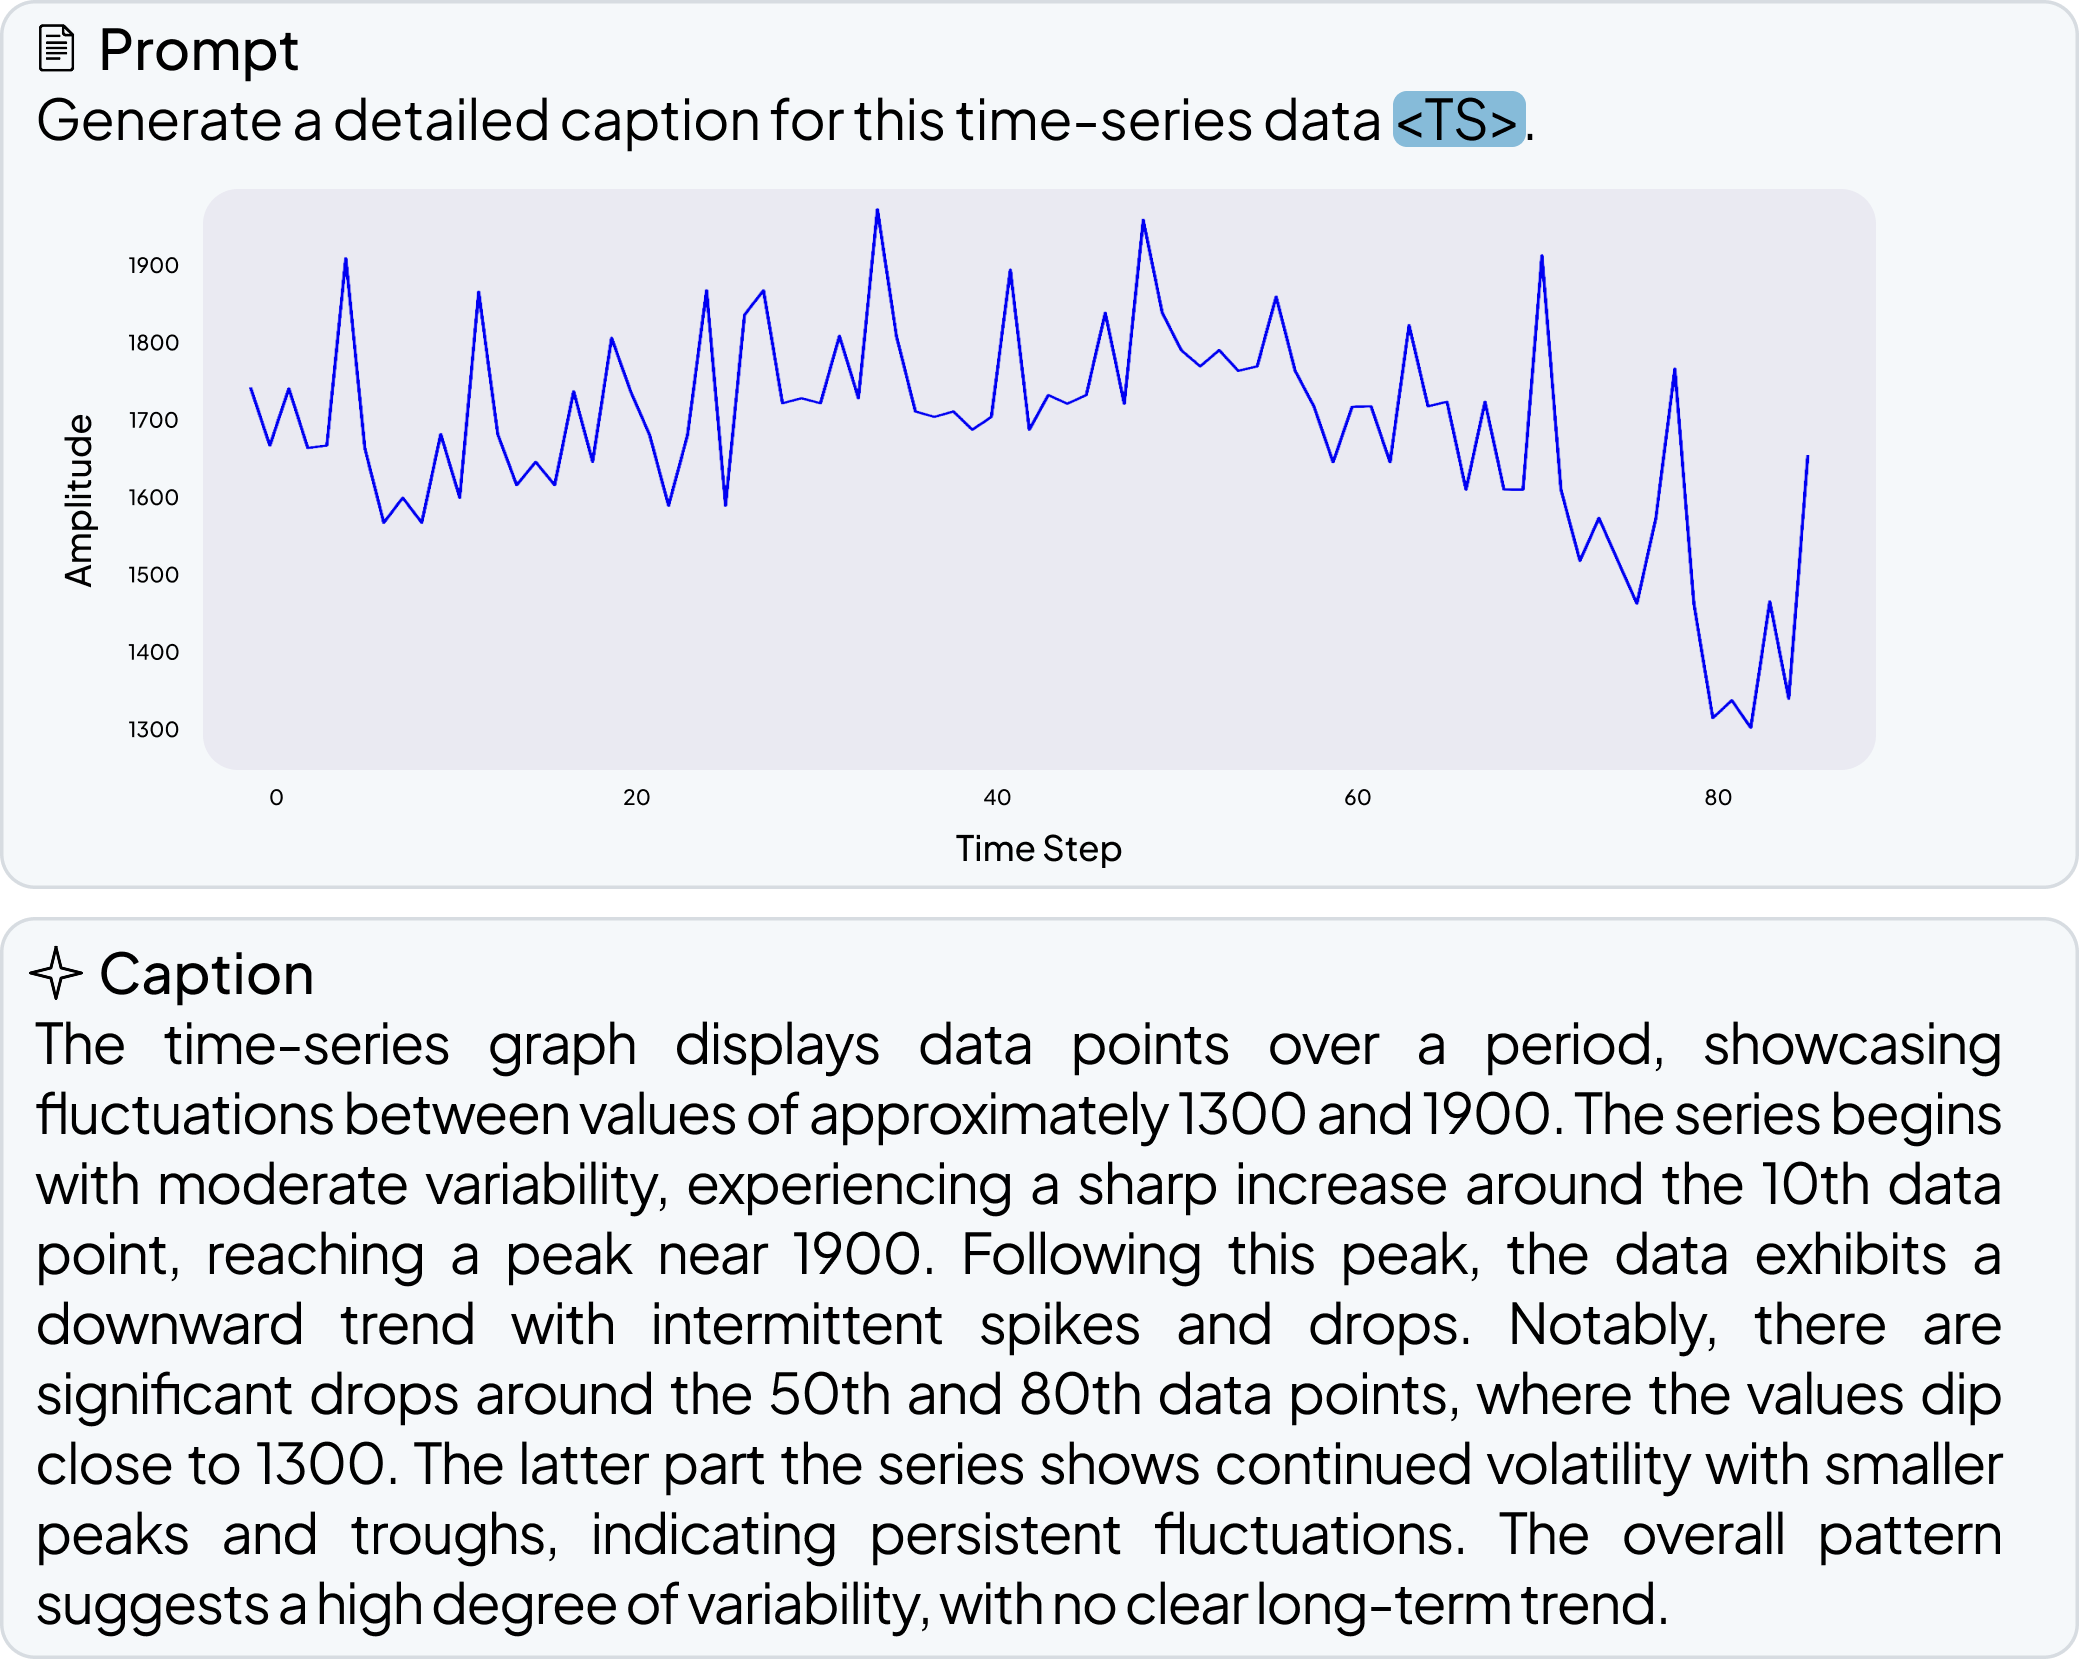 Prompt
Generate a detailed caption for this time-series data <TS>.
1900
1800
1700
1600
1500
1400
1300
Amplitude
0 20 40 60 80
Time Step
Caption
The time-series graph displays data points over a period, showcasing
fluctuations between values of approximately 1300 and 1900. The series begins
with moderate variability, experiencing a sharp increase around the 10th data
point, reaching a peak near 1900. Following this peak, the data exhibits a
downward trend with intermittent spikes and drops. Notably, there are
significant drops around the 50th and 80th data points, where the values dip
close to 1300. The latter part the series shows continued volatility with smaller
peaks and troughs, indicating persistent fluctuations. The overall pattern
suggests a high degree of variability, with no clear long-term trend.